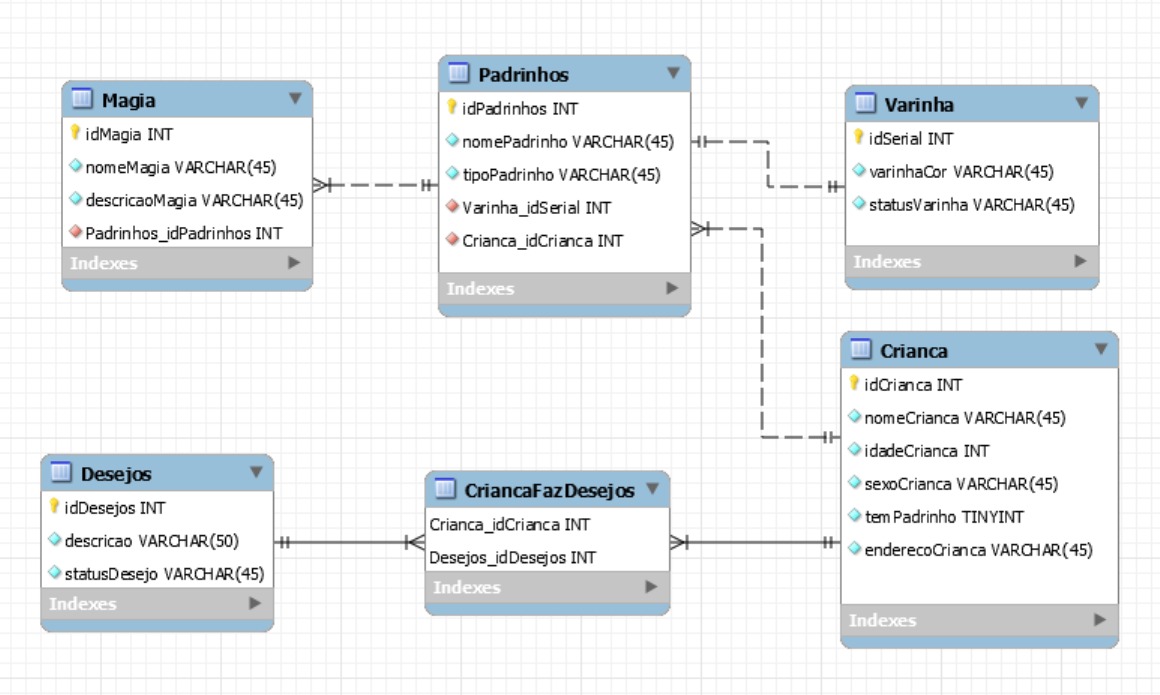 Magia
idMagia INT
nomeMagia VARCHAR(45)
descricaoMagia VARCHAR(45)
Padrinhos_idPadrinhos INT
Indexes
Padrinhos
idPadrinhos INT
nomePadrinho VARCHAR(45)
tipoPadrinho VARCHAR(45)
Varinha_idSerial INT
Crianca_idCrianca INT
Indexes
Varinha
idSerial INT
varinhaCor VARCHAR(45)
statusVarinha VARCHAR(45)
Indexes
Crianca
idCrianca INT
nomeCrianca VARCHAR(45)
idadeCrianca INT
sexoCrianca VARCHAR(45)
temPadrinho TINYINT
enderecoCrianca VARCHAR(45)
Indexes
Desejos
idDesejos INT
descricao VARCHAR(50)
statusDesejo VARCHAR(45)
Indexes
CriancaFazDesejos
Crianca_idCrianca INT
Desejos_idDesejos INT
Indexes